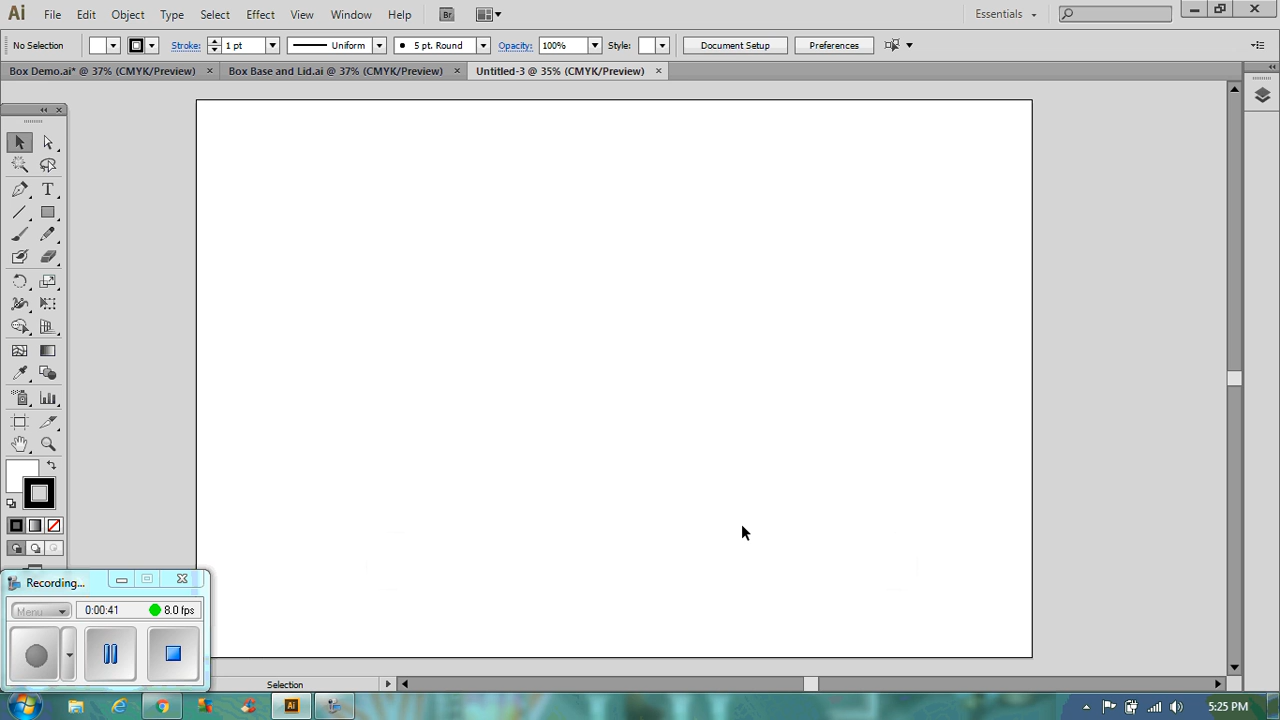 Ai File Edit Object Type Select Effect View Window Help Br Essentials
No Selection Stroke: 1 pt Uniform 5 pt. Round Opacity: 100% Style: Document Setup Preferences
Box Demo.ai* @ 37% (CMYK/Preview) × Box Base and Lid.ai @ 37% (CMYK/Preview) × Untitled-3 @ 35% (CMYK/Preview) ×
T
Recording...
Menu 0:00:41 8.0 fps
Selection
Ai 5:25 PM